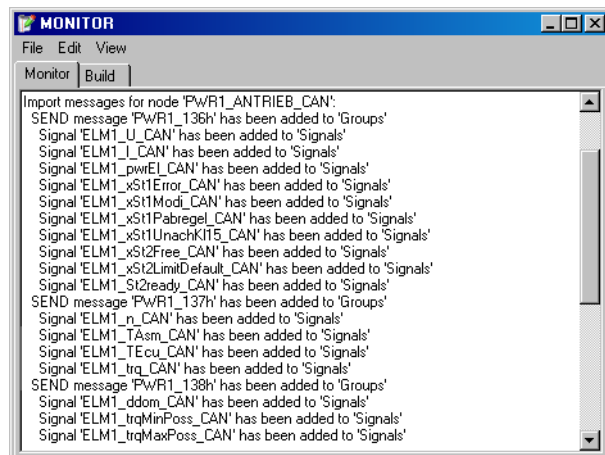 MONITOR
File Edit View
Monitor Build
Import messages for node 'PWR1_ANTRIEB_CAN':
SEND message 'PWR1_136h' has been added to 'Groups'
Signal 'ELM1_U_CAN' has been added to 'Signals'
Signal 'ELM1_I_CAN' has been added to 'Signals'
Signal 'ELM1_pwrEl_CAN' has been added to 'Signals'
Signal 'ELM1_xSt1Error_CAN' has been added to 'Signals'
Signal 'ELM1_xSt1Modi_CAN' has been added to 'Signals'
Signal 'ELM1_xSt1Pabregel_CAN' has been added to 'Signals'
Signal 'ELM1_xSt1UnachKl15_CAN' has been added to 'Signals'
Signal 'ELM1_xSt2Free_CAN' has been added to 'Signals'
Signal 'ELM1_xSt2LimitDefault_CAN' has been added to 'Signals'
Signal 'ELM1_St2ready_CAN' has been added to 'Signals'
SEND message 'PWR1_137h' has been added to 'Groups'
Signal 'ELM1_n_CAN' has been added to 'Signals'
Signal 'ELM1_TAsm_CAN' has been added to 'Signals'
Signal 'ELM1_TEcu_CAN' has been added to 'Signals'
Signal 'ELM1_trq_CAN' has been added to 'Signals'
SEND message 'PWR1_138h' has been added to 'Groups'
Signal 'ELM1_ddom_CAN' has been added to 'Signals'
Signal 'ELM1_trqMinPoss_CAN' has been added to 'Signals'
Signal 'ELM1_trqMaxPoss_CAN' has been added to 'Signals'